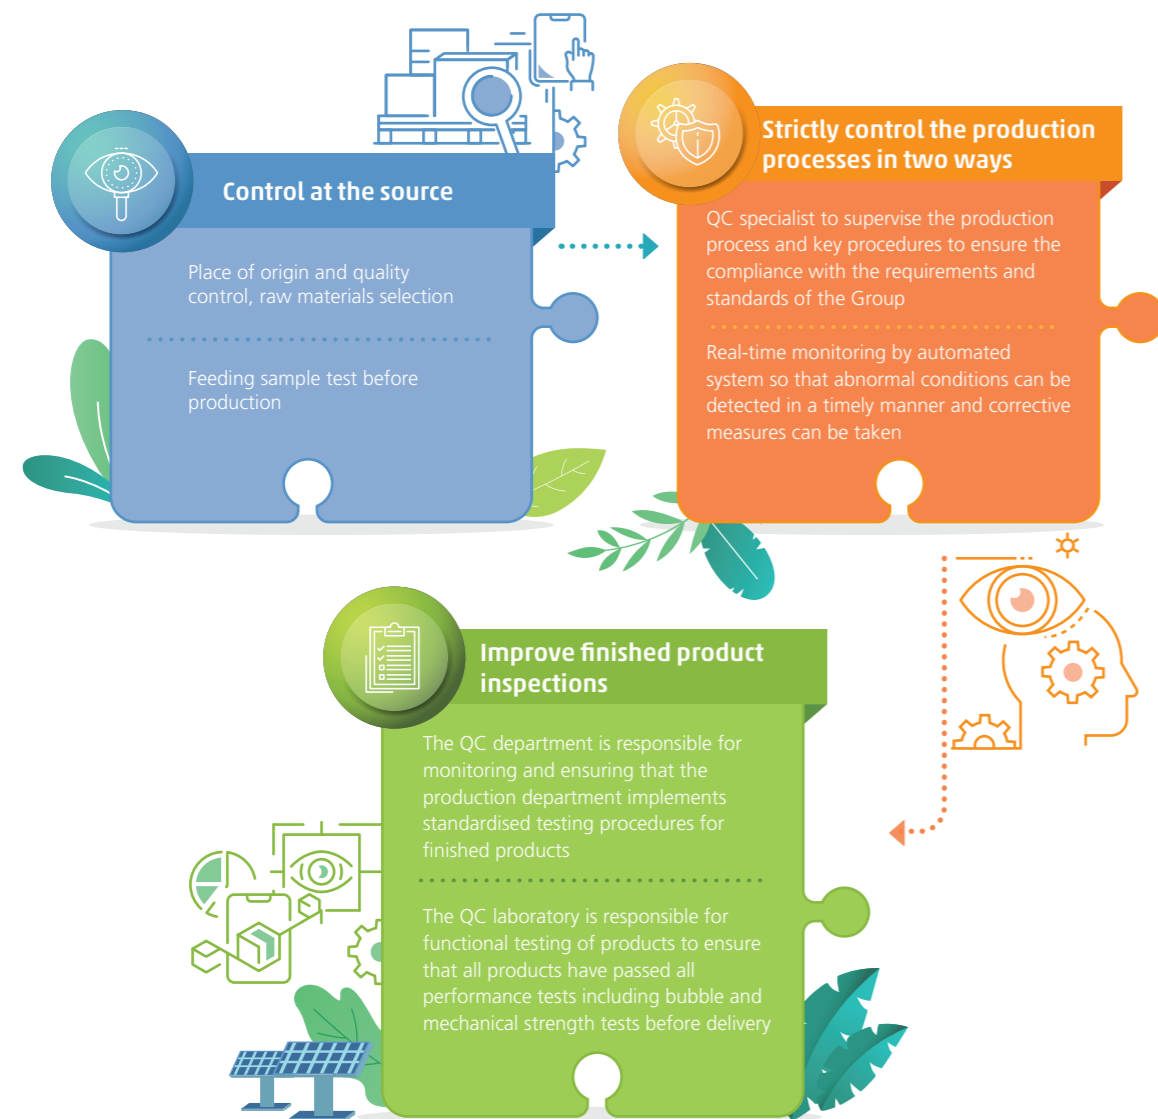 Control at the source
Place of origin and quality
control, raw materials selection
Feeding sample test before
production
Strictly control the production
processes in two ways
QC specialist to supervise the production
process and key procedures to ensure the
compliance with the requirements and
standards of the Group
Real-time monitoring by automated
system so that abnormal conditions can be
detected in a timely manner and corrective
measures can be taken
Improve finished product
inspections
The QC department is responsible for
monitoring and ensuring that the
production department implements
standardised testing procedures for
finished products
The QC laboratory is responsible for
functional testing of products to ensure
that all products have passed all
performance tests including bubble and
mechanical strength tests before delivery